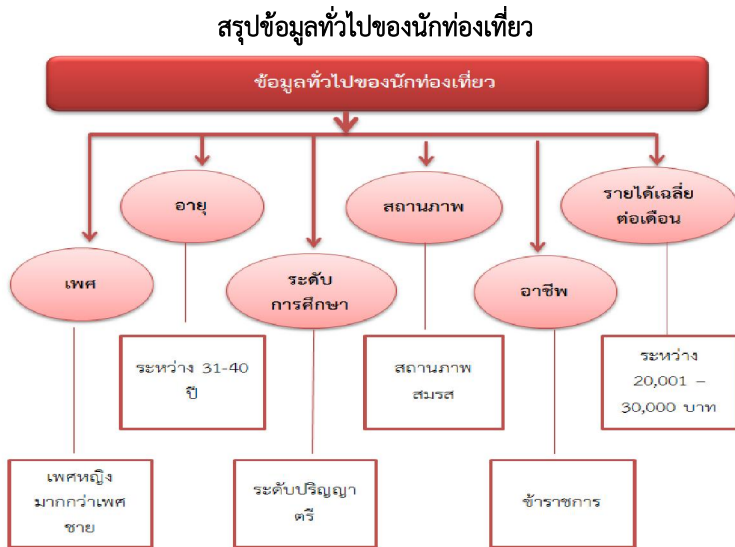 สรุปข้อมูลทั่วไปของนักท่องเที่ยว
ข้อมูลทั่วไปของนักท่องเที่ยว
เพศ
อายุ
ระดับ
การศึกษา
สถานภาพ
อาชีพ
รายได้เฉลี่ย
ต่อเดือน
เพศหญิง
มากกว่าเพศ
ชาย
ระหว่าง 31-40
ปี
ระดับปริญญา
ตรี
สถานภาพ
สมรส
ข้าราชการ
ระหว่าง
20,001 –
30,000 บาท